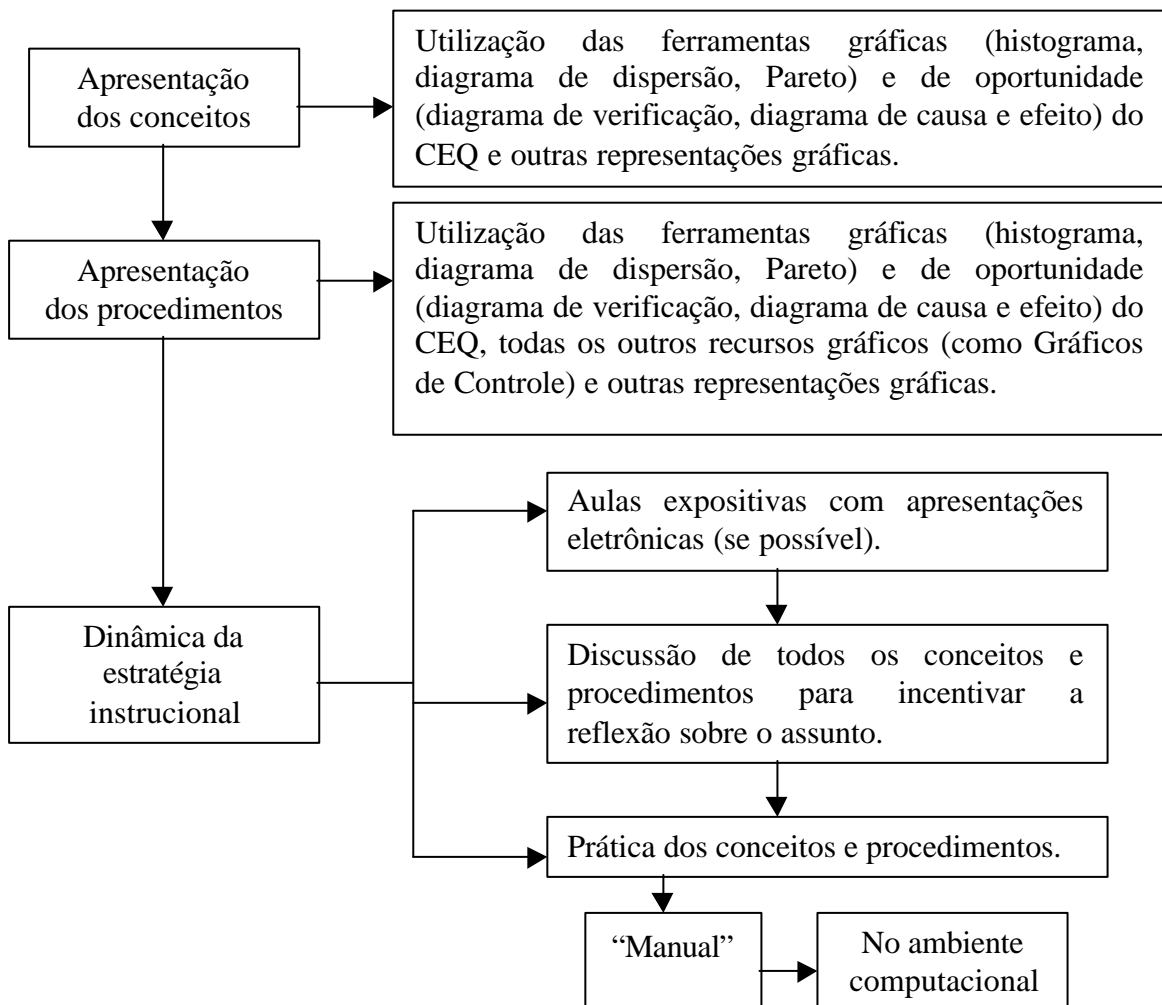 Apresentação
dos conceitos
Utilização das ferramentas gráficas (histograma,
diagrama de dispersão, Pareto) e de oportunidade
(diagrama de verificação, diagrama de causa e efeito) do
CEQ e outras representações gráficas.
Apresentação
dos procedimentos
Utilização das ferramentas gráficas (histograma,
diagrama de dispersão, Pareto) e de oportunidade
(diagrama de verificação, diagrama de causa e efeito) do
CEQ, todas os outros recursos gráficos (como Gráficos
de Controle) e outras representações gráficas.
Dinâmica da
estratégia
instrucional
Aulas expositivas com apresentações
eletrônicas (se possível).
Discussão de todos os conceitos e
procedimentos para incentivar a
reflexão sobre o assunto.
Prática dos conceitos e procedimentos.
“Manual”
No ambiente
computacional